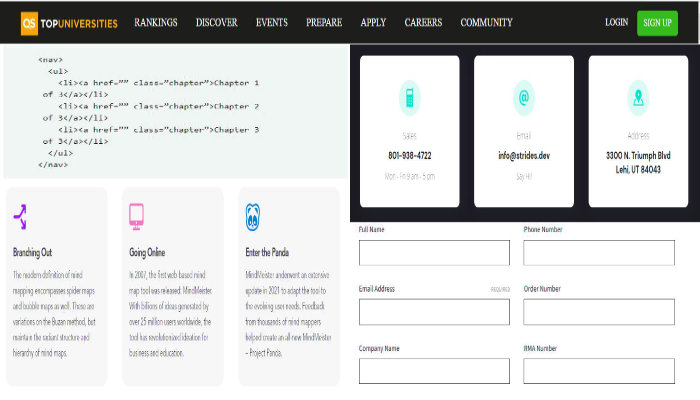 QS TOPUNIVERSITIES RANKINGS DISCOVER EVENTS PREPARE APPLY CAREERS COMMUNITY LOGIN SIGN UP
<nav>
<ul>
<li><a href="" class="chapter">Chapter 1
of 3</a></li>
<li><a href="" class="chapter">Chapter 2
of 3</a></li>
<li><a href="" class="chapter">Chapter 3
of 3</a></li>
</ul>
</nav>
Sales
801-938-4722
Mon - Fri 9 am - 5 pm
@
Email
info@strides.dev
Say Hi!
Address
3300 N. Triumph Blvd
Lehi, UT 84043
Branching Out
The modern definition of mind
mapping encompasses spider maps
and bubble maps as well. These are
variations on the Buzan method, but
maintain the radiant structure and
hierarchy of mind maps.
Going Online
In 2007, the first web based mind
map tool was released: MindMeister.
With billions of ideas generated by
over 25 million users worldwide, the
tool has revolutionized ideation for
business and education.
Enter the Panda
MindMeister underwent an extensive
update in 2021 to adapt the tool to
the evolving user needs. Feedback
from thousands of mind mappers
helped create an all-new MindMeister
– Project Panda.
Full Name
Phone Number
Email Address REQUIRED
Order Number
Company Name
RMA Number